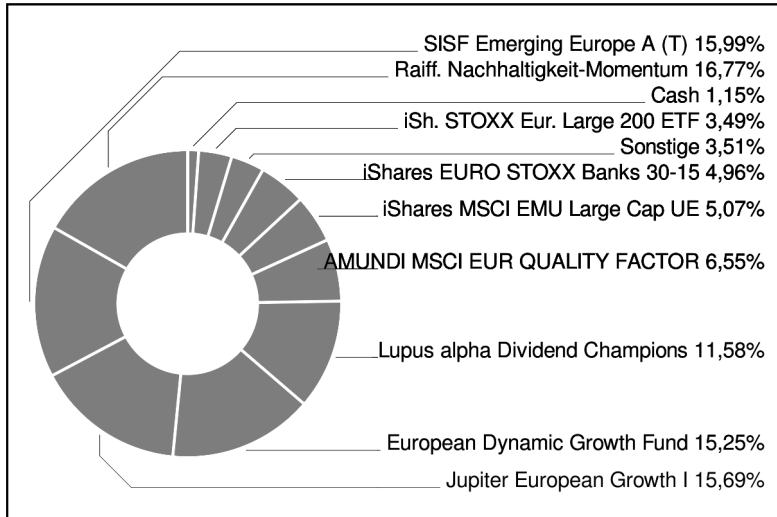 SISF Emerging Europe A (T) 15,99%
Raiff. Nachhaltigkeit-Momentum 16,77%
Cash 1,15%
iSh. STOXX Eur. Large 200 ETF 3,49%
Sonstige 3,51%
iShares EURO STOXX Banks 30-15 4,96%
iShares MSCI EMU Large Cap UE 5,07%
AMUNDI MSCI EUR QUALITY FACTOR 6,55%
Lupus alpha Dividend Champions 11,58%
European Dynamic Growth Fund 15,25%
Jupiter European Growth I 15,69%